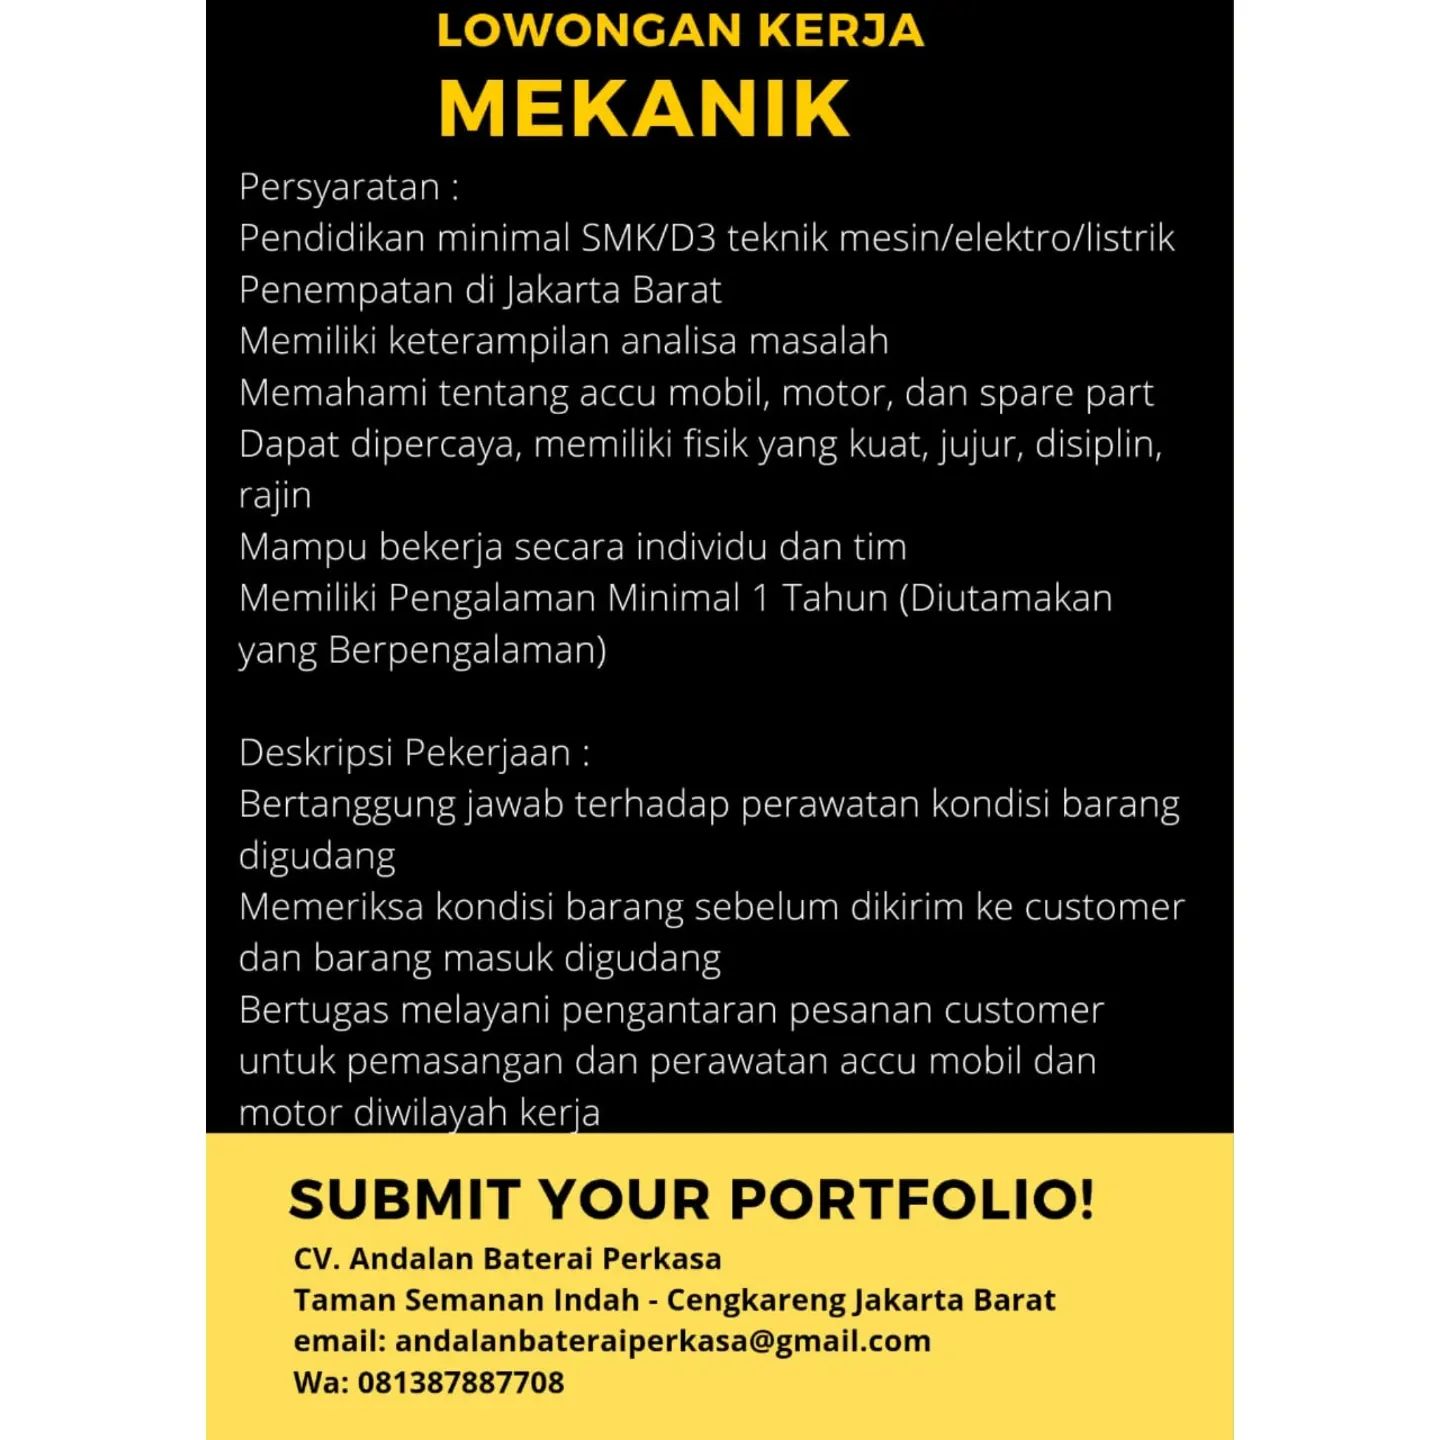 LOWONGAN KERJA
MEKANIK
Persyaratan :
Pendidikan minimal SMK/D3 teknik mesin/elektro/listrik
Penempatan di Jakarta Barat
Memiliki keterampilan analisa masalah
Memahami tentang accu mobil, motor, dan spare part
Dapat dipercaya, memiliki fisik yang kuat, jujur, disiplin,
rajin
Mampu bekerja secara individu dan tim
Memiliki Pengalaman Minimal 1 Tahun (Diutamakan
yang Berpengalaman)
Deskripsi Pekerjaan :
Bertanggung jawab terhadap perawatan kondisi barang
digudang
Memeriksa kondisi barang sebelum dikirim ke customer
dan barang masuk digudang
Bertugas melayani pengantaran pesanan customer
untuk pemasangan dan perawatan accu mobil dan
motor diwilayah kerja
SUBMIT YOUR PORTFOLIO!
CV. Andalan Baterai Perkasa
Taman Semanan Indah - Cengkareng Jakarta Barat
email: andalanbateraiperkasa@gmail.com
Wa: 081387887708